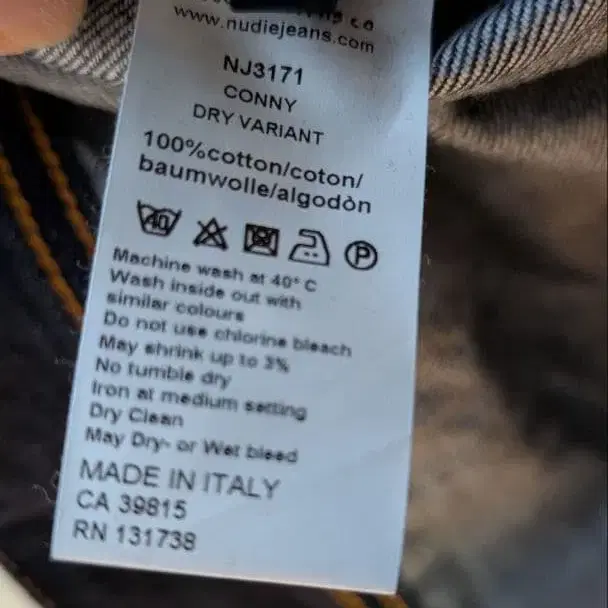 www.nudiejeans.com
NJ3171
CONNY
DRY VARIANT
100%cotton/coton/
baumwolle/algodòn
40
P
Machine wash at 40° C
Wash inside out with
similar colours
Do not use chlorine bleach
May shrink up to 3%
No tumble dry
Iron at medium setting
Dry Clean
May Dry- or Wet bleed
MADE IN ITALY
CA 39815
RN 131738